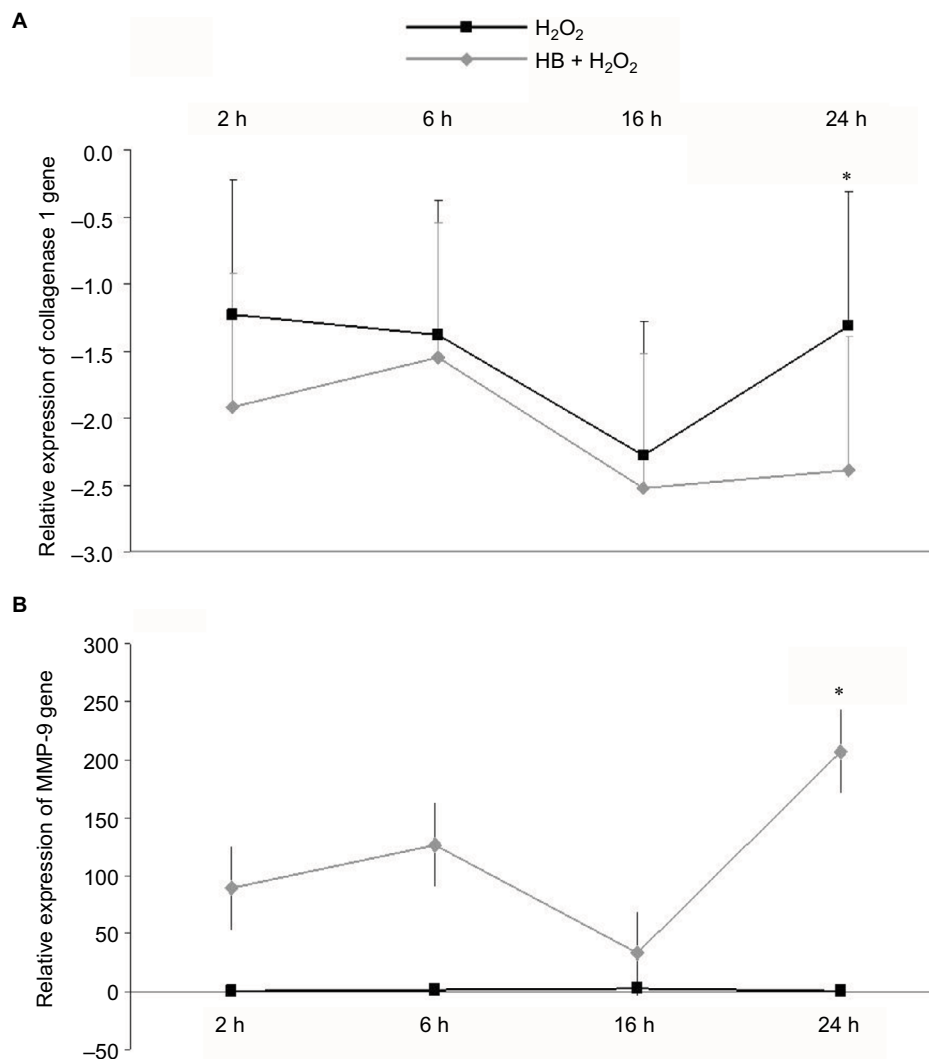 A
H₂O₂
HB + H₂O₂
2 h 6 h 16 h 24 h
Relative expression of collagenase 1 gene
0.0
–0.5
–1.0
–1.5
–2.0
–2.5
–3.0
*
B
Relative expression of MMP-9 gene
300
250
200
150
100
50
0
–50
*
2 h 6 h 16 h 24 h